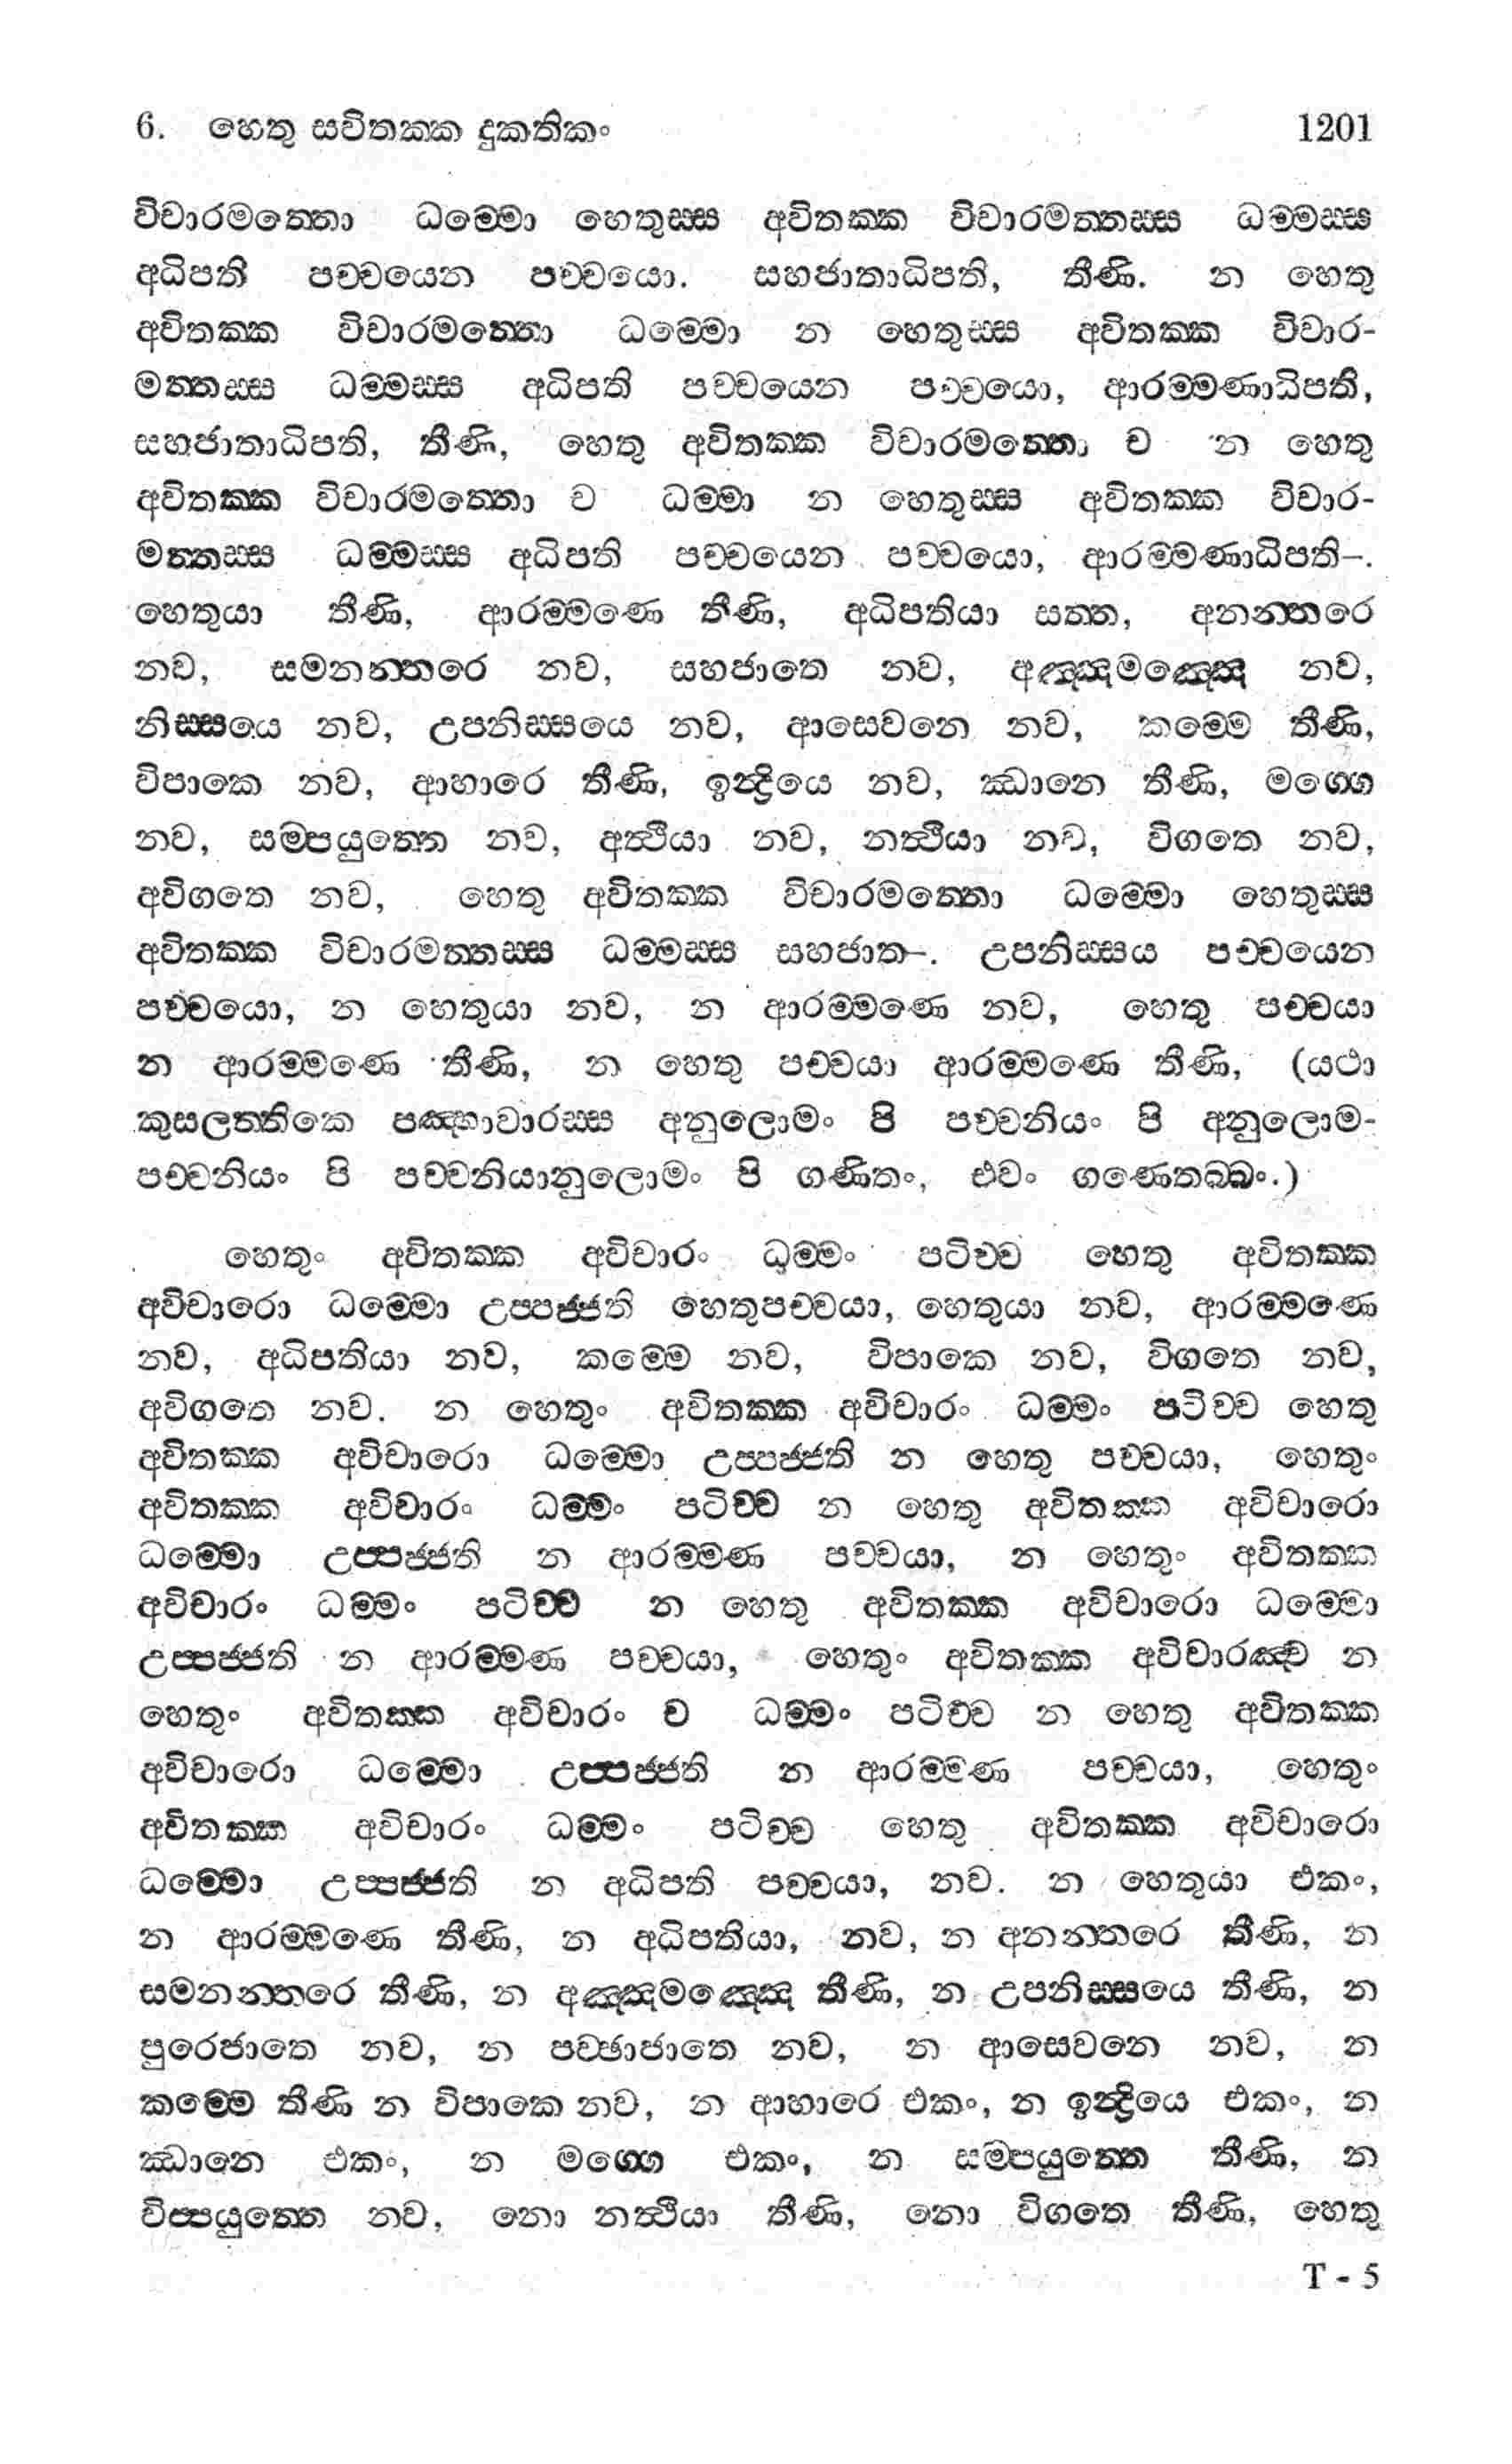 6. හෙතු සවිතක්ක දුකතිකං 1201
විචාරමත්තො ධම්මො හෙතුස්ස අවිතක්ක විචාරමත්තස්ස ධම්මස්ස
අධිපති පච්චයෙන පච්චයො. සහජාතාධිපති, තීණි. න හෙතු
අවිතක්ක විචාරමත්තො ධම්මො න හෙතුස්ස අවිතක්ක විචාර-
මත්තස්ස ධම්මස්ස අධිපති පච්චයෙන පච්චයො, ආරම්මණාධිපති,
සහජාතාධිපති, තීණි, හෙතු අවිතක්ක විචාරමත්තො ච න හෙතු
අවිතක්ක විචාරමත්තො ච ධම්මා න හෙතුස්ස අවිතක්ක විචාර-
මත්තස්ස ධම්මස්ස අධිපති පච්චයෙන පච්චයො, ආරම්මණාධිපති–.
හෙතුයා තීණි, ආරම්මණෙ තීණි, අධිපතියා සත්ත, අනන්තරෙ
නව, සමනන්තරෙ නව, සහජාතෙ නව, අඤ්ඤමඤ්ඤෙ නව,
නිස්සයෙ නව, උපනිස්සයෙ නව, ආසෙවනෙ නව, කම්මෙ තීණි,
විපාකෙ නව, ආහාරෙ තීණි, ඉන්ද්‍රියෙ නව, ඣානෙ තීණි, මග්ගෙ
නව, සම්පයුත්තෙ නව, අත්ථියා නව, නත්ථියා නව, විගතෙ නව,
අවිගතෙ නව, හෙතු අවිතක්ක විචාරමත්තො ධම්මො හෙතුස්ස
අවිතක්ක විචාරමත්තස්ස ධම්මස්ස සහජාත–. උපනිස්සය පච්චයෙන
පච්චයො, න හෙතුයා නව, න ආරම්මණෙ නව, හෙතු පච්චයා
න ආරම්මණෙ තීණි, න හෙතු පච්චයා ආරම්මණෙ තීණි, (යථා
කුසලත්තිකෙ පඤ්හාවාරස්ස අනුලොමං පි පච්චනියං පි අනුලොම-
පච්චනියං පි පච්චනියානුලොමං පි ගණිතං, එවං ගණෙතබ්බං.)
හෙතුං අවිතක්ක අවිචාරං ධම්මං පටිච්ච හෙතු අවිතක්ක
අවිචාරො ධම්මො උප්පජ්ජති හෙතුපච්චයා, හෙතුයා නව, ආරම්මණෙ
නව, අධිපතියා නව, කම්මෙ නව, විපාකෙ නව, විගතෙ නව,
අවිගතෙ නව. න හෙතුං අවිතක්ක අවිචාරං ධම්මං පටිච්ච හෙතු
අවිතක්ක අවිචාරො ධම්මො උප්පජ්ජති න හෙතු පච්චයා, හෙතුං
අවිතක්ක අවිචාරං ධම්මං පටිච්ච න හෙතු අවිතක්ක අවිචාරො
ධම්මො උප්පජ්ජති න ආරම්මණ පච්චයා, න හෙතුං අවිතක්ක
අවිචාරං ධම්මං පටිච්ච න හෙතු අවිතක්ක අවිචාරො ධම්මො
උප්පජ්ජති න ආරම්මණ පච්චයා, හෙතුං අවිතක්ක අවිචාරඤ්ච න
හෙතුං අවිතක්ක අවිචාරං ච ධම්මං පටිච්ච න හෙතු අවිතක්ක
අවිචාරො ධම්මො උප්පජ්ජති න ආරම්මණ පච්චයා, හෙතුං
අවිතක්ක අවිචාරං ධම්මං පටිච්ච හෙතු අවිතක්ක අවිචාරො
ධම්මො උප්පජ්ජති න අධිපති පච්චයා, නව. න හෙතුයා එකං,
න ආරම්මණෙ තීණි, න අධිපතියා, නව, න අනන්තරෙ තීණි, න
සමනන්තරෙ තීණි, න අඤ්ඤමඤ්ඤෙ තීණි, න උපනිස්සයෙ තීණි, න
පුරෙජාතෙ නව, න පච්ඡාජාතෙ නව, න ආසෙවනෙ නව, න
කම්මෙ තීණි න විපාකෙ නව, න ආහාරෙ එකං, න ඉන්ද්‍රියෙ එකං, න
ඣානෙ එකං, න මග්ගෙ එකං, න සම්පයුත්තෙ තීණි, න
විප්පයුත්තෙ නව, නො නත්ථියා තීණි, නො විගතෙ තීණි, හෙතු
T - 5